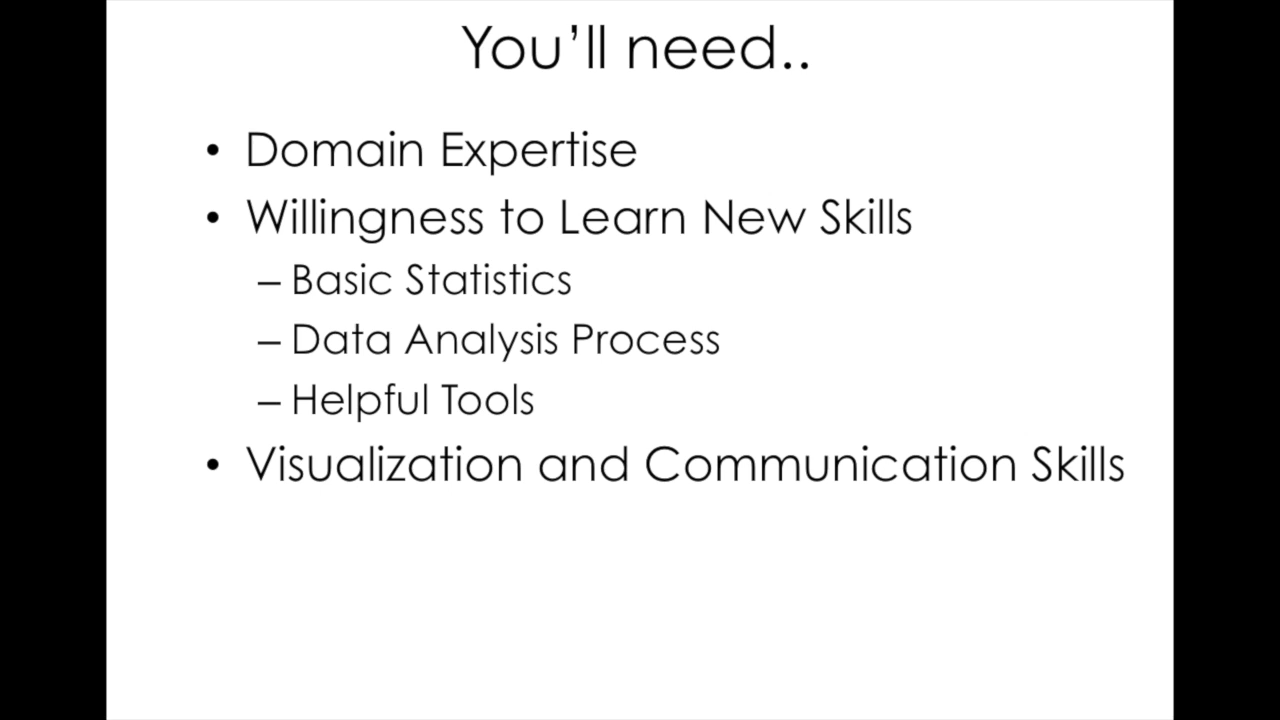 You’ll need..
• Domain Expertise
• Willingness to Learn New Skills
– Basic Statistics
– Data Analysis Process
– Helpful Tools
• Visualization and Communication Skills